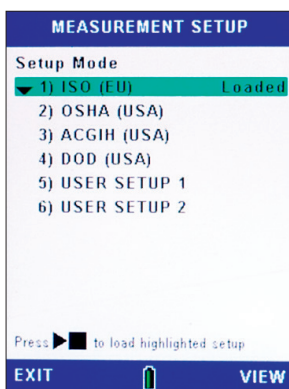 MEASUREMENT SETUP
Setup Mode
1) ISO (EU) Loaded
2) OSHA (USA)
3) ACGIH (USA)
4) DOD (USA)
5) USER SETUP 1
6) USER SETUP 2
Press ▶■ to load highlighted setup
EXIT VIEW